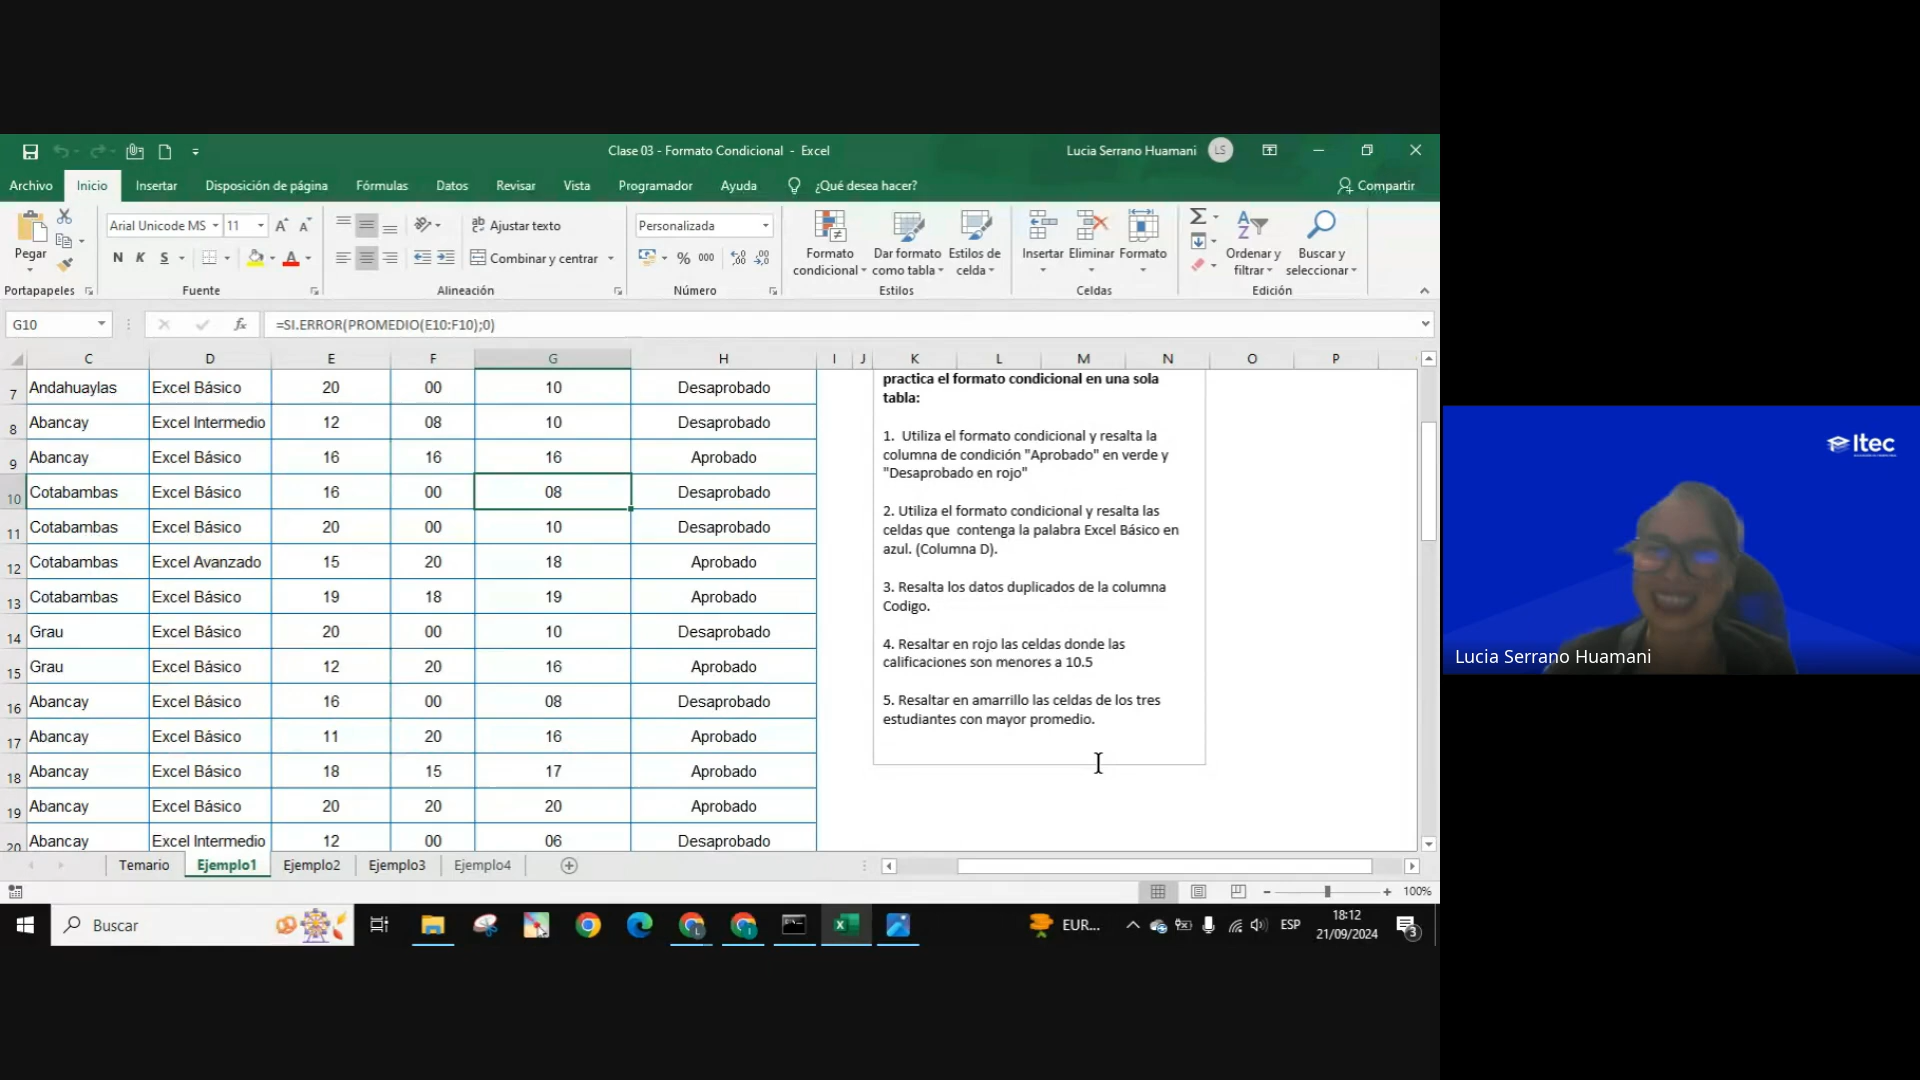 Clase 03 - Formato Condicional - Excel
Lucia Serrano Huamani
LS
Archivo Inicio Insertar Disposición de página Fórmulas Datos Revisar Vista Programador Ayuda ¿Qué desea hacer? Compartir
Pegar
Portapapeles
Arial Unicode MS 11
N K S
Fuente
Ajustar texto
Combinar y centrar
Alineación
Personalizada
% 000
Número
Formato condicional
Dar formato como tabla
Estilos de celda
Estilos
Insertar Eliminar Formato
Celdas
Ordenar y filtrar
Buscar y seleccionar
Edición
G10 fx =SI.ERROR(PROMEDIO(E10:F10);0)
C D E F G H I J K L M N O P
7 Andahuaylas Excel Básico 20 00 10 Desaprobado
8 Abancay Excel Intermedio 12 08 10 Desaprobado
9 Abancay Excel Básico 16 16 16 Aprobado
10 Cotabambas Excel Básico 16 00 08 Desaprobado
11 Cotabambas Excel Básico 20 00 10 Desaprobado
12 Cotabambas Excel Avanzado 15 20 18 Aprobado
13 Cotabambas Excel Básico 19 18 19 Aprobado
14 Grau Excel Básico 20 00 10 Desaprobado
15 Grau Excel Básico 12 20 16 Aprobado
16 Abancay Excel Básico 16 00 08 Desaprobado
17 Abancay Excel Básico 11 20 16 Aprobado
18 Abancay Excel Básico 18 15 17 Aprobado
19 Abancay Excel Básico 20 20 20 Aprobado
20 Abancay Excel Intermedio 12 00 06 Desaprobado
practica el formato condicional en una sola
tabla:
1. Utiliza el formato condicional y resalta la
columna de condición "Aprobado" en verde y
"Desaprobado en rojo"
2. Utiliza el formato condicional y resalta las
celdas que contenga la palabra Excel Básico en
azul. (Columna D).
3. Resalta los datos duplicados de la columna
Codigo.
4. Resaltar en rojo las celdas donde las
calificaciones son menores a 10.5
5. Resaltar en amarrillo las celdas de los tres
estudiantes con mayor promedio.
Temario Ejemplo1 Ejemplo2 Ejemplo3 Ejemplo4
100%
Buscar
EUR...
ESP
18:12
21/09/2024
3
Itec
Lucia Serrano Huamani